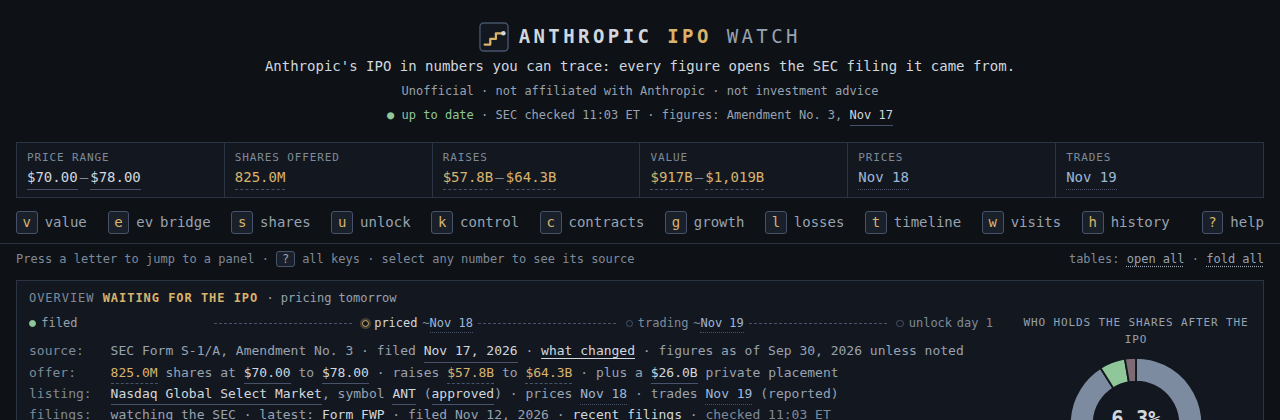 ANTHROPIC IPO WATCH
Anthropic's IPO in numbers you can trace: every figure opens the SEC filing it came from.
Unofficial · not affiliated with Anthropic · not investment advice
● up to date · SEC checked 11:03 ET · figures: Amendment No. 3, Nov 17
PRICE RANGE
$70.00–$78.00
SHARES OFFERED
825.0M
RAISES
$57.8B–$64.3B
VALUE
$917B–$1,019B
PRICES
Nov 18
TRADES
Nov 19
v value e ev bridge s shares u unlock k control c contracts g growth l losses t timeline w visits h history ? help
Press a letter to jump to a panel · ? all keys · select any number to see its source
tables: open all · fold all
OVERVIEW WAITING FOR THE IPO · pricing tomorrow
● filed priced ~Nov 18 trading ~Nov 19 unlock day 1
source: SEC Form S-1/A, Amendment No. 3 · filed Nov 17, 2026 · what changed · figures as of Sep 30, 2026 unless noted
offer: 825.0M shares at $70.00 to $78.00 · raises $57.8B to $64.3B · plus a $26.0B private placement
listing: Nasdaq Global Select Market, symbol ANT (approved) · prices Nov 18 · trades Nov 19 (reported)
filings: watching the SEC · latest: Form FWP · filed Nov 12, 2026 · recent filings · checked 11:03 ET
WHO HOLDS THE SHARES AFTER THE
IPO
6.3%